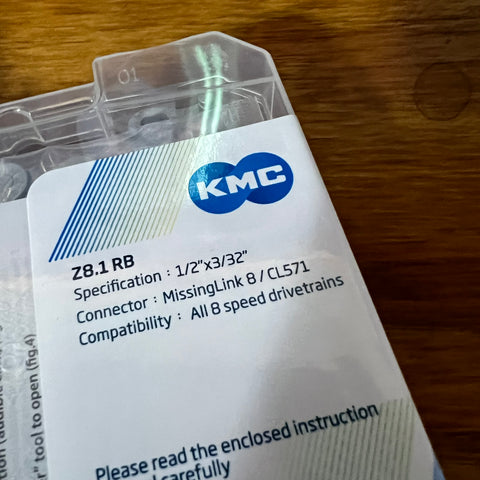 01
KMC
Z8.1 RB
Specification : 1/2"x3/32"
Connector : MissingLink 8 / CL571
Compatibility : All 8 speed drivetrains
Please read the enclosed instruction
carefully
tool to open (fig.4)